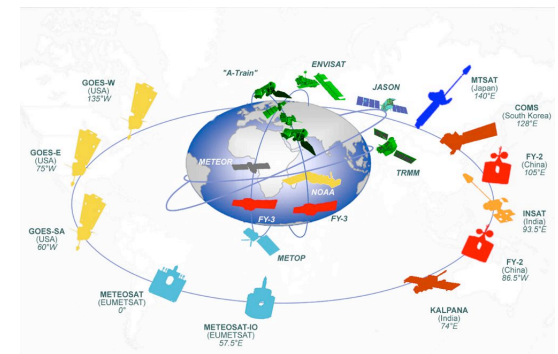 ENVISAT
"A-Train"
JASON
GOES-W
(USA)
135°W
MTSAT
(Japan)
140°E
COMS
(South Korea)
128°E
GOES-E
(USA)
75°W
METEOR
FY-2
(China)
105°E
TRMM
NOAA
INSAT
(India)
93.5°E
GOES-SA
(USA)
60°W
FY-3
FY-3
METOP
FY-2
(China)
86.5°W
METEOSAT
(EUMETSAT)
0°
KALPANA
(India)
74°E
METEOSAT-IO
(EUMETSAT)
57.5°E